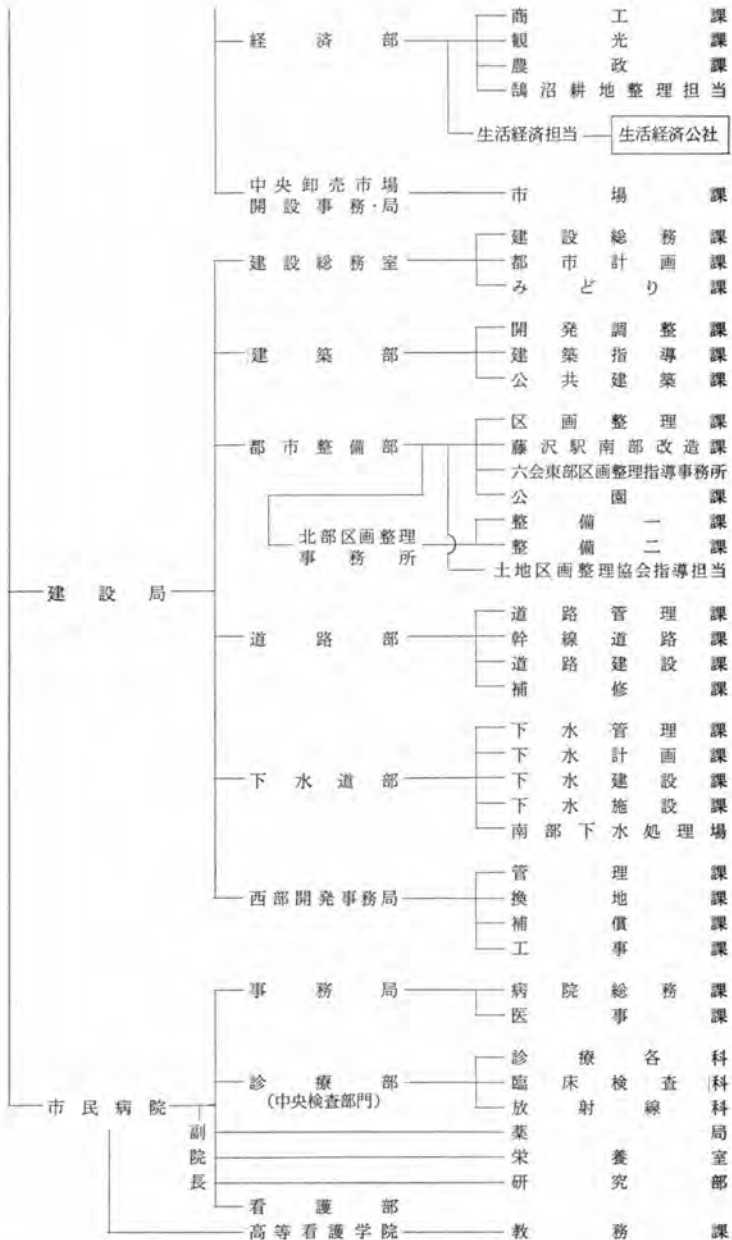 商工課
経済部
観光課
農政課
鵠沼耕地整理担当
生活経済担当 生活経済公社
中央卸売市場
開設事務局
市場課
建設総務課
建設総務室 都市計画課
みどり課
開発調整課
建築部 建築指導課
公共建築課
区画整理課
都市整備部 藤沢駅南部改造課
六会東部区画整理指導事務所
公園課
北部区画整理
事務所
整備一課
整備二課
土地区画整理協会指導担当
建設局
道路管理課
道路部 幹線道路課
道路建設課
補修課
下水管理課
下水計画課
下水道部 下水建設課
下水施設課
南部下水処理場
管理課
西部開発事務局 換地課
補償課
工事課
事務局 病院総務課
医事課
診療各科
診療部 臨床検査科
(中央検査部門)
市民病院 放射線科
副院長
薬局
栄養室
研究部
看護部
高等看護学院 教務課